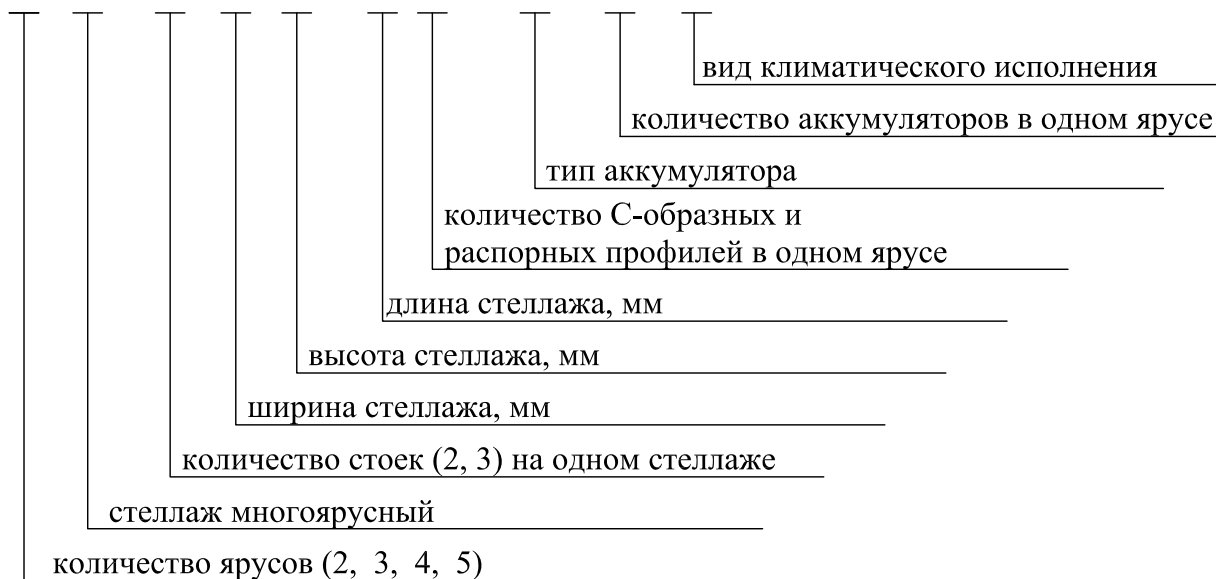 вид климатического исполнения
количество аккумуляторов в одном ярусе
тип аккумулятора
количество С-образных и
распорных профилей в одном ярусе
длина стеллажа, мм
высота стеллажа, мм
ширина стеллажа, мм
количество стоек (2, 3) на одном стеллаже
стеллаж многоярусный
количество ярусов (2, 3, 4, 5)